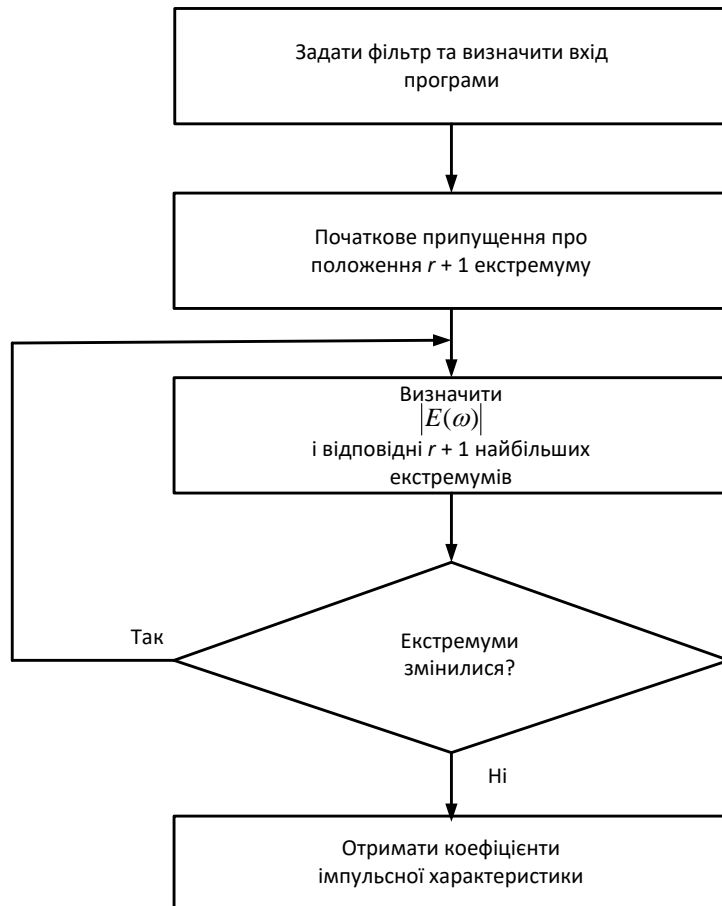 Задати фільтр та визначити вхід
програми
Початкове припущення про
положення r + 1 екстремуму
Визначити
|E(ω)|
і відповідні r + 1 найбільших
екстремумів
Так
Екстремуми
змінилися?
Ні
Отримати коефіцієнти
імпульсної характеристики